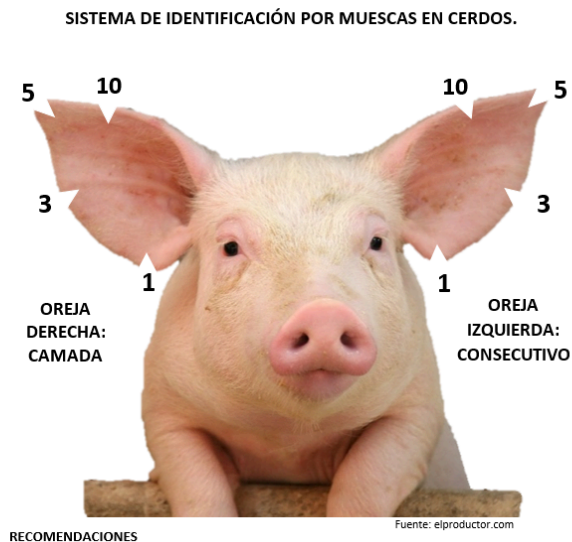 SISTEMA DE IDENTIFICACIÓN POR MUESCAS EN CERDOS.
5 10 10 5
3 3
1 1
OREJA
DERECHA:
CAMADA
OREJA
IZQUIERDA:
CONSECUTIVO
Fuente: elproductor.com
RECOMENDACIONES